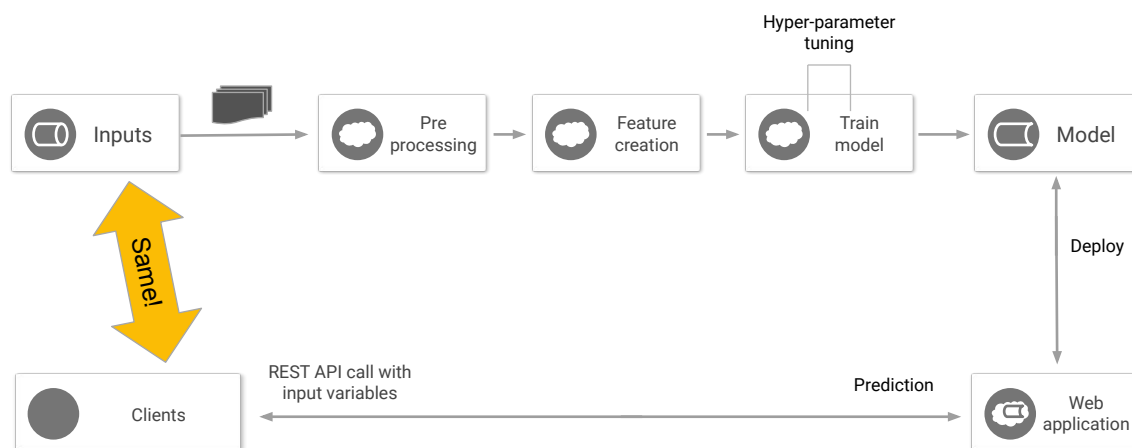 Hyper-parameter
tuning
Inputs
Pre
processing
Feature
creation
Train
model
Model
Same!
Deploy
REST API call with
input variables
Prediction
Clients
Web
application